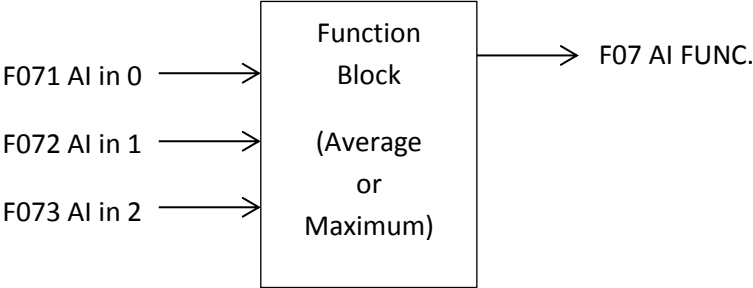 F071 AI in 0
F072 AI in 1
F073 AI in 2
Function
Block
(Average
or
Maximum)
F07 AI FUNC.